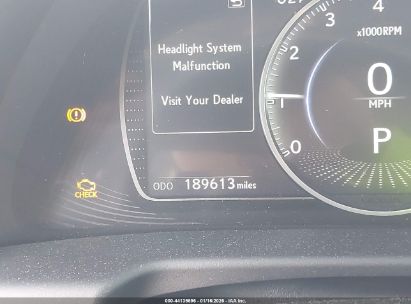 Headlight System
Malfunction
Visit Your Dealer
4
3
x1000RPM
2
1
0
0
MPH
P
ODO 189613 miles
CHECK